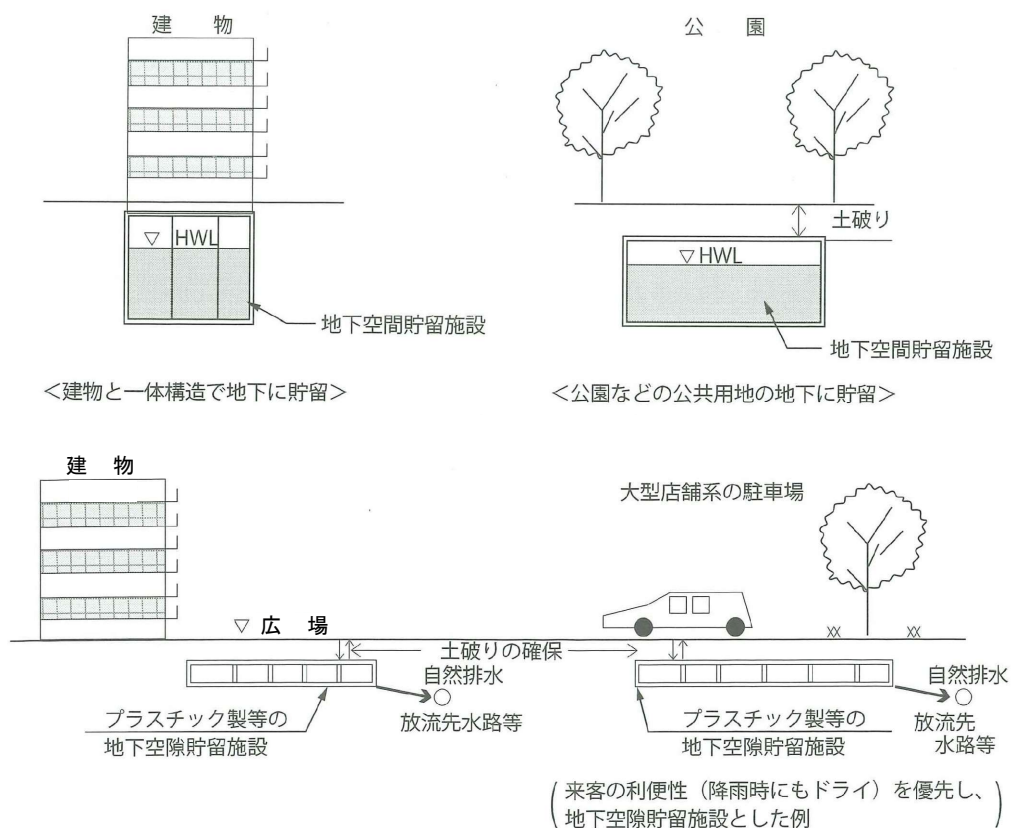 建　物
▽ HWL
地下空間貯留施設
＜建物と一体構造で地下に貯留＞
公　園
土破り
▽ HWL
地下空間貯留施設
＜公園などの公共用地の地下に貯留＞
建　物
▽ 広　場
土破りの確保
自然排水
放流先水路等
プラスチック製等の
地下空隙貯留施設
大型店舗系の駐車場
自然排水
放流先
水路等
プラスチック製等の
地下空隙貯留施設
（来客の利便性（降雨時にもドライ）を優先し、
地下空隙貯留施設とした例）